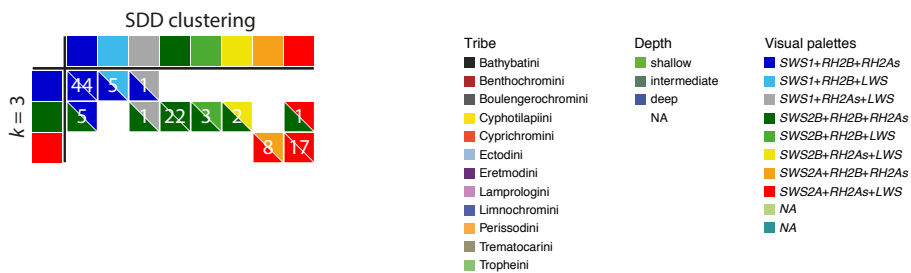 SDD clustering
k = 3
44 5 1
5 1 22 3 2 1
8 17
Tribe
Bathybatini
Benthochromini
Boulengerochromini
Cyphotilapiini
Cyprichromini
Ectodini
Eretmodini
Lamprologini
Limnochromini
Perissodini
Trematocarini
Tropheini
Depth
shallow
intermediate
deep
NA
Visual palettes
SWS1+RH2B+RH2As
SWS1+RH2B+LWS
SWS1+RH2As+LWS
SWS2B+RH2B+RH2As
SWS2B+RH2B+LWS
SWS2B+RH2As+LWS
SWS2A+RH2B+RH2As
SWS2A+RH2As+LWS
NA
NA